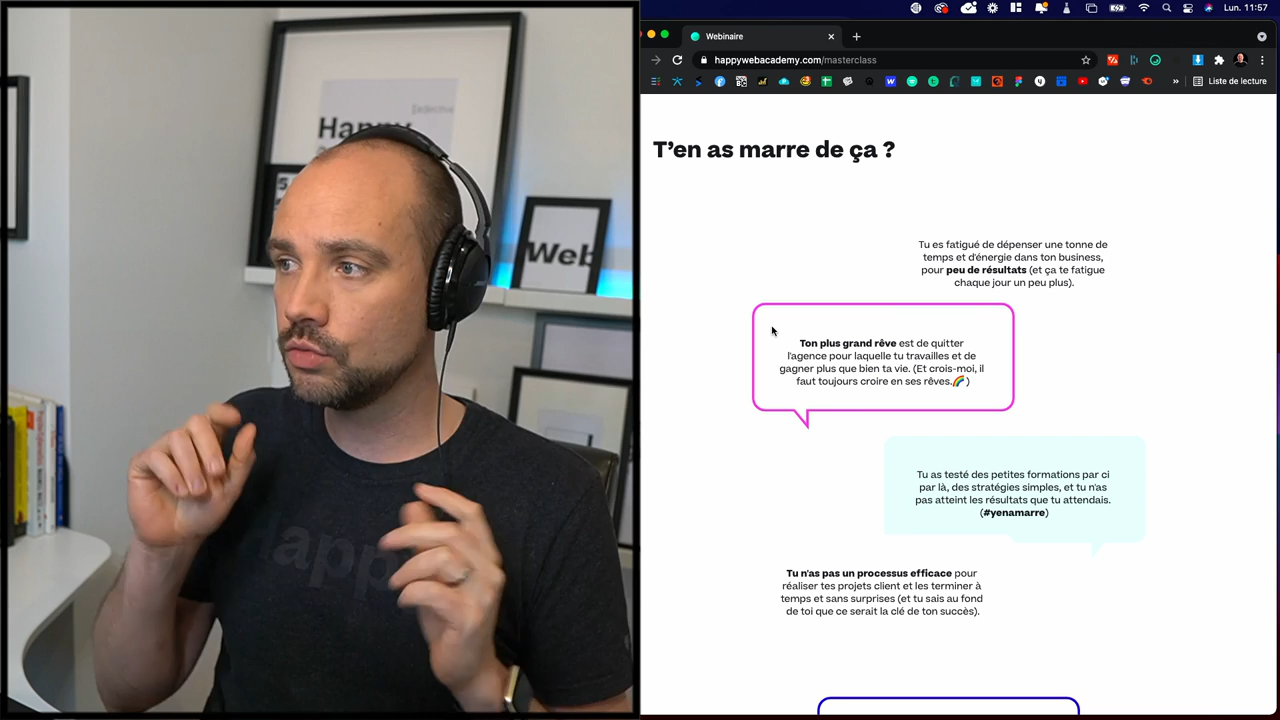 Happy
Web
happy
Lun. 11:57
Webinaire
happywebacademy.com/masterclass
Liste de lecture
T'en as marre de ça ?
Tu es fatigué de dépenser une tonne de
temps et d'énergie dans ton business,
pour peu de résultats (et ça te fatigue
chaque jour un peu plus).
Ton plus grand rêve est de quitter
l'agence pour laquelle tu travailles et de
gagner plus que bien ta vie. (Et crois-moi, il
faut toujours croire en ses rêves.🌈)
Tu as testé des petites formations par ci
par là, des stratégies simples, et tu n'as
pas atteint les résultats que tu attendais.
(#yenamarre)
Tu n'as pas un processus efficace pour
réaliser tes projets client et les terminer à
temps et sans surprises (et tu sais au fond
de toi que ce serait la clé de ton succès).